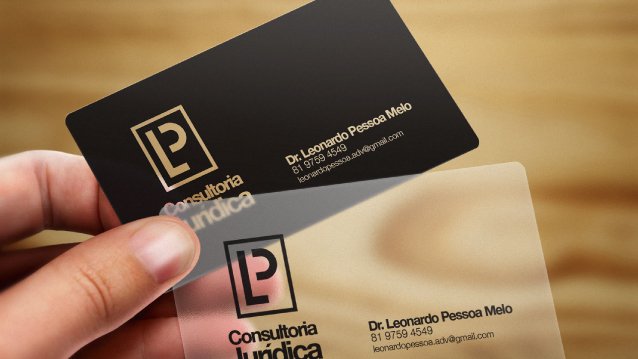 LP
Consultoria
Jurídica
Dr. Leonardo Pessoa Melo
81 9759 4549
leonardopessoa.adv@gmail.com
LP
Consultoria
Jurídica
Dr. Leonardo Pessoa Melo
81 9759 4549
leonardopessoa.adv@gmail.com